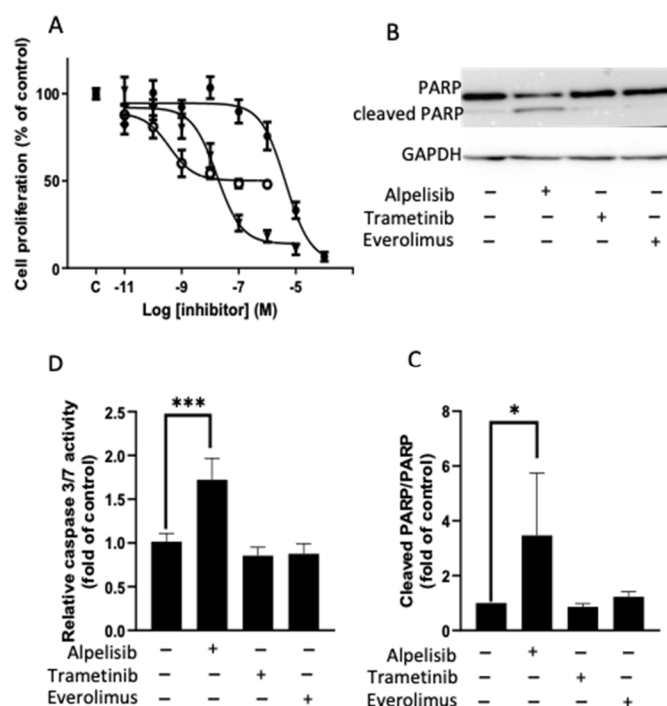 A
Cell proliferation (% of control)
100
50
0
C -11 -9 -7 -5
Log [inhibitor] (M)
B
PARP
cleaved PARP
GAPDH
Alpelisib – + – –
Trametinib – – + –
Everolimus – – – +
D
Relative caspase 3/7 activity
(fold of control)
2.5
2.0
1.5
1.0
0.5
0.0
***
Alpelisib – + – –
Trametinib – – + –
Everolimus – – – +
C
Cleaved PARP/PARP
(fold of control)
8
6
4
2
0
*
Alpelisib – + – –
Trametinib – – + –
Everolimus – – – +